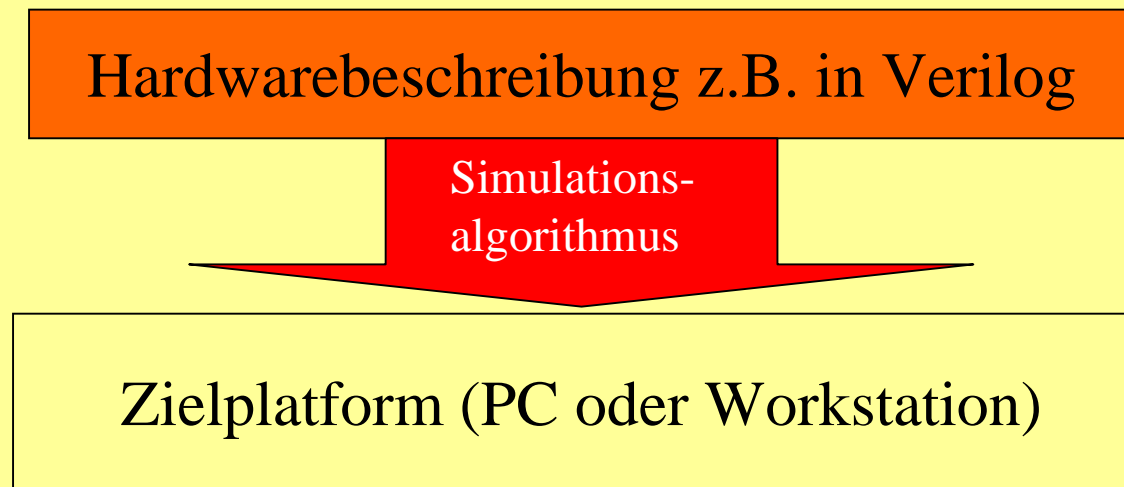 Hardwarebeschreibung z.B. in Verilog
Simulations-
algorithmus
Zielplatform (PC oder Workstation)